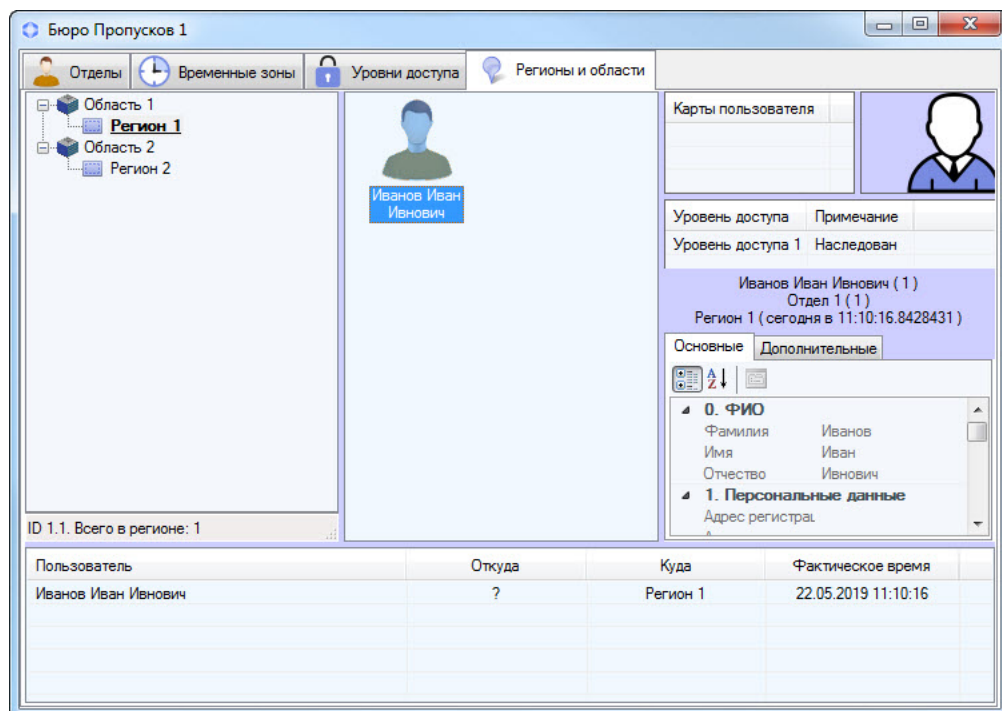 Бюро Пропусков 1
Отделы Временные зоны Уровни доступа Регионы и области
Область 1
Регион 1
Область 2
Регион 2
ID 1.1. Всего в регионе: 1
Иванов Иван
Ивнович
Карты пользователя
Уровень доступа Примечание
Уровень доступа 1 Наследован
Иванов Иван Ивнович ( 1 )
Отдел 1 ( 1 )
Регион 1 ( сегодня в 11:10:16.8428431 )
Основные Дополнительные
0. ФИО
Фамилия Иванов
Имя Иван
Отчество Ивнович
1. Персональные данные
Адрес регистрац
Пользователь Откуда Куда Фактическое время
Иванов Иван Ивнович ? Регион 1 22.05.2019 11:10:16